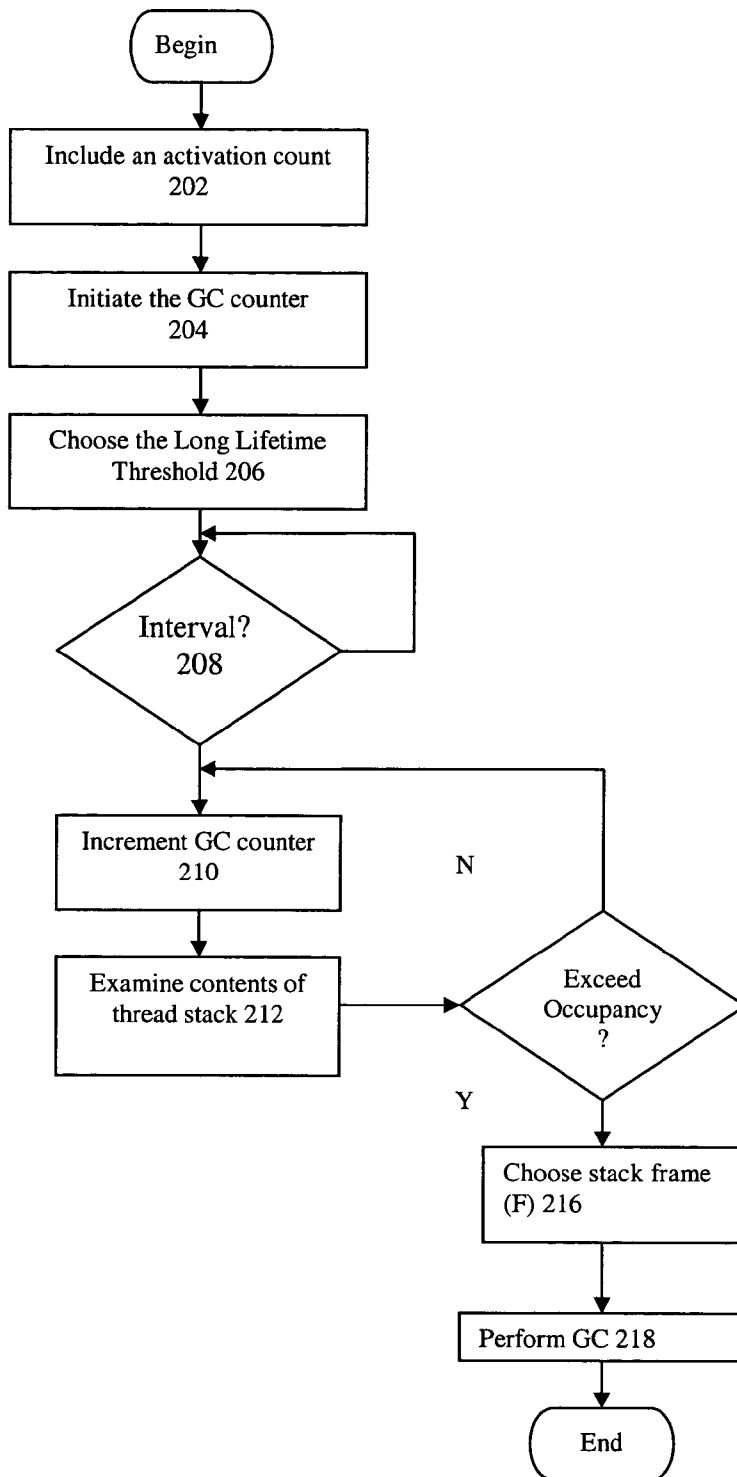 Begin
Include an activation count
202
Initiate the GC counter
204
Choose the Long Lifetime
Threshold 206
Interval?
208
Increment GC counter
210
N
Examine contents of
thread stack 212
Exceed
Occupancy
?
Y
Choose stack frame
(F) 216
Perform GC 218
End